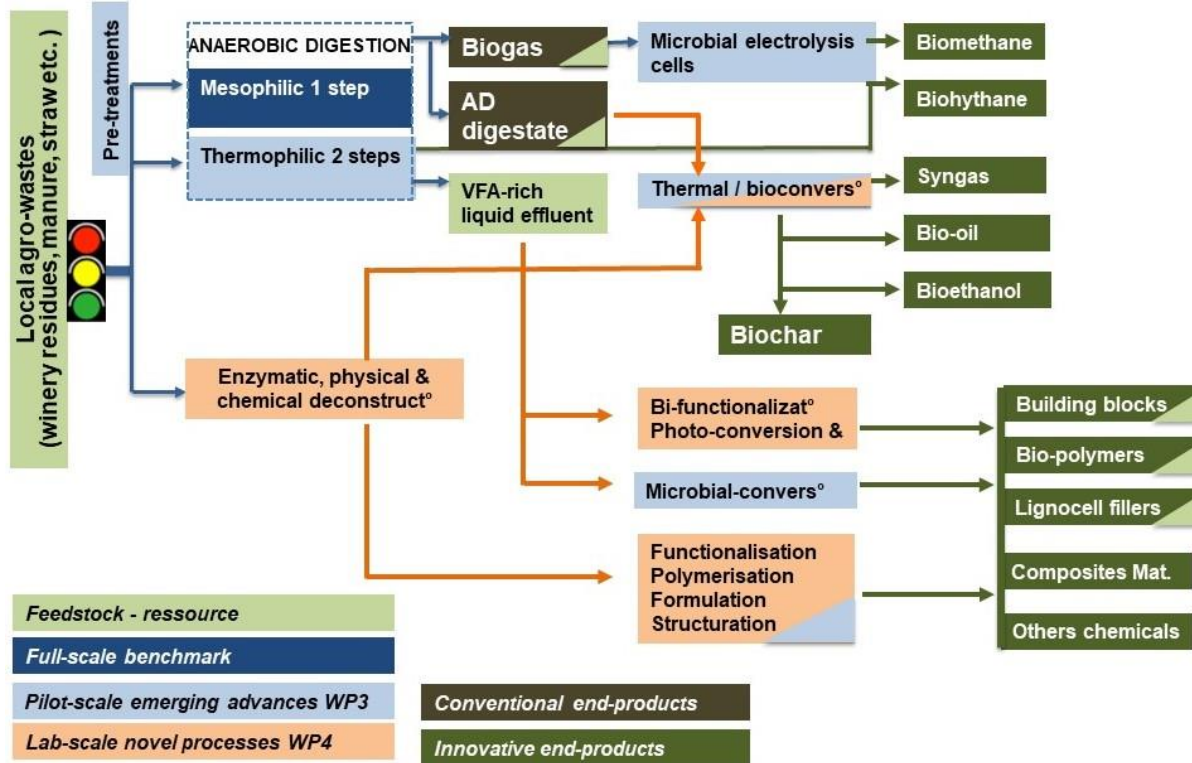 Local agro-wastes
(winery residues, manure, straw etc. )
Pre-treatments
ANAEROBIC DIGESTION
Mesophilic 1 step
Thermophilic 2 steps
Biogas
AD
digestate
VFA-rich
liquid effluent
Microbial electrolysis
cells
Thermal / bioconvers°
Biomethane
Biohythane
Syngas
Bio-oil
Bioethanol
Biochar
Enzymatic, physical &
chemical deconstruct°
Bi-functionalizat°
Photo-conversion &
Microbial-convers°
Functionalisation
Polymerisation
Formulation
Structuration
Building blocks
Bio-polymers
Lignocell fillers
Composites Mat.
Others chemicals
Feedstock - ressource
Full-scale benchmark
Pilot-scale emerging advances WP3
Lab-scale novel processes WP4
Conventional end-products
Innovative end-products